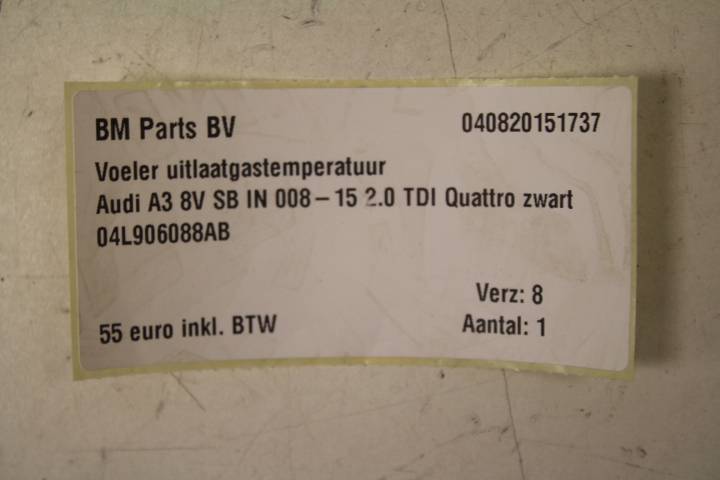 BM Parts BV 040820151737
Voeler uitlaatgastemperatuur
Audi A3 8V SB IN 008-15 2.0 TDI Quattro zwart
04L906088AB
Verz: 8
55 euro inkl. BTW Aantal: 1